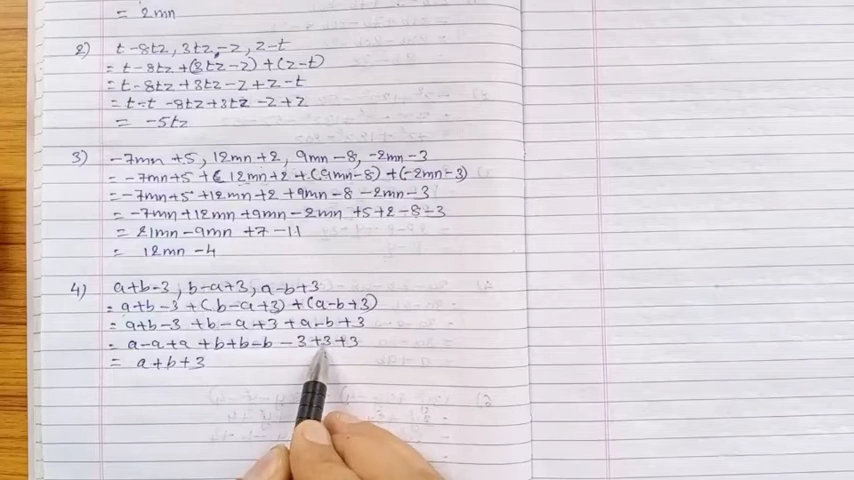 = 2mn
2) t-8tz, 3tz-z, z-t
= t-8tz+(3tz-z)+(z-t)
= t-8tz+3tz-z+z-t
= t-t -8tz+3tz -z+z
= -5tz
3) -7mn+5, 12mn+2, 9mn-8, -2mn-3
= -7mn+5+( 12mn+2+(9mn-8)+(-2mn-3)
= -7mn+5+12mn+2+9mn-8-2mn-3
= -7mn+12mn+9mn-2mn +5+2-8-3
= 21mn-9mn +7-11
= 12mn-4
4) a+b-3, b-a+3, a-b+3
= a+b-3+(b-a+3)+(a-b+3)
= a+b-3 +b-a+3+a-b+3
= a-a+a +b+b-b-3+3+3
= a+b+3